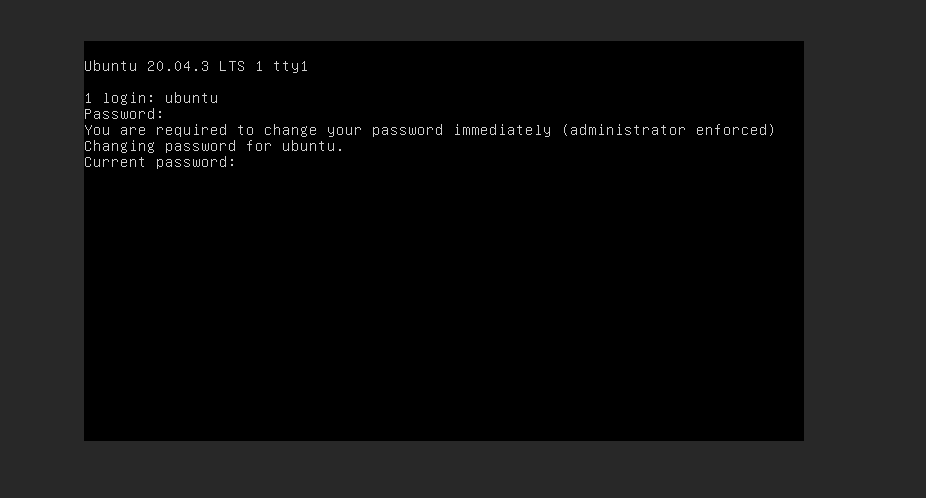 Ubuntu 20.04.3 LTS 1 tty1
1 login: ubuntu
Password:
You are required to change your password immediately (administrator enforced)
Changing password for ubuntu.
Current password: